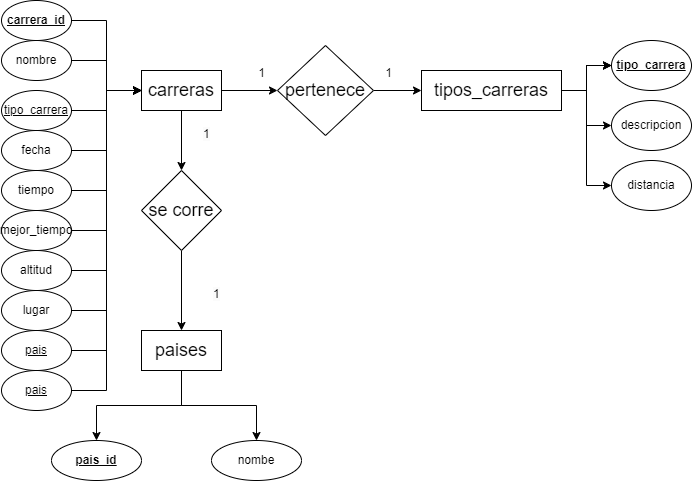 carrera_id
nombre
tipo_carrera
fecha
tiempo
mejor_tiempo
altitud
lugar
pais
pais
carreras
1
pertenece
1
tipos_carreras
tipo_carrera
descripcion
distancia
1
se corre
1
paises
pais_id
nombe